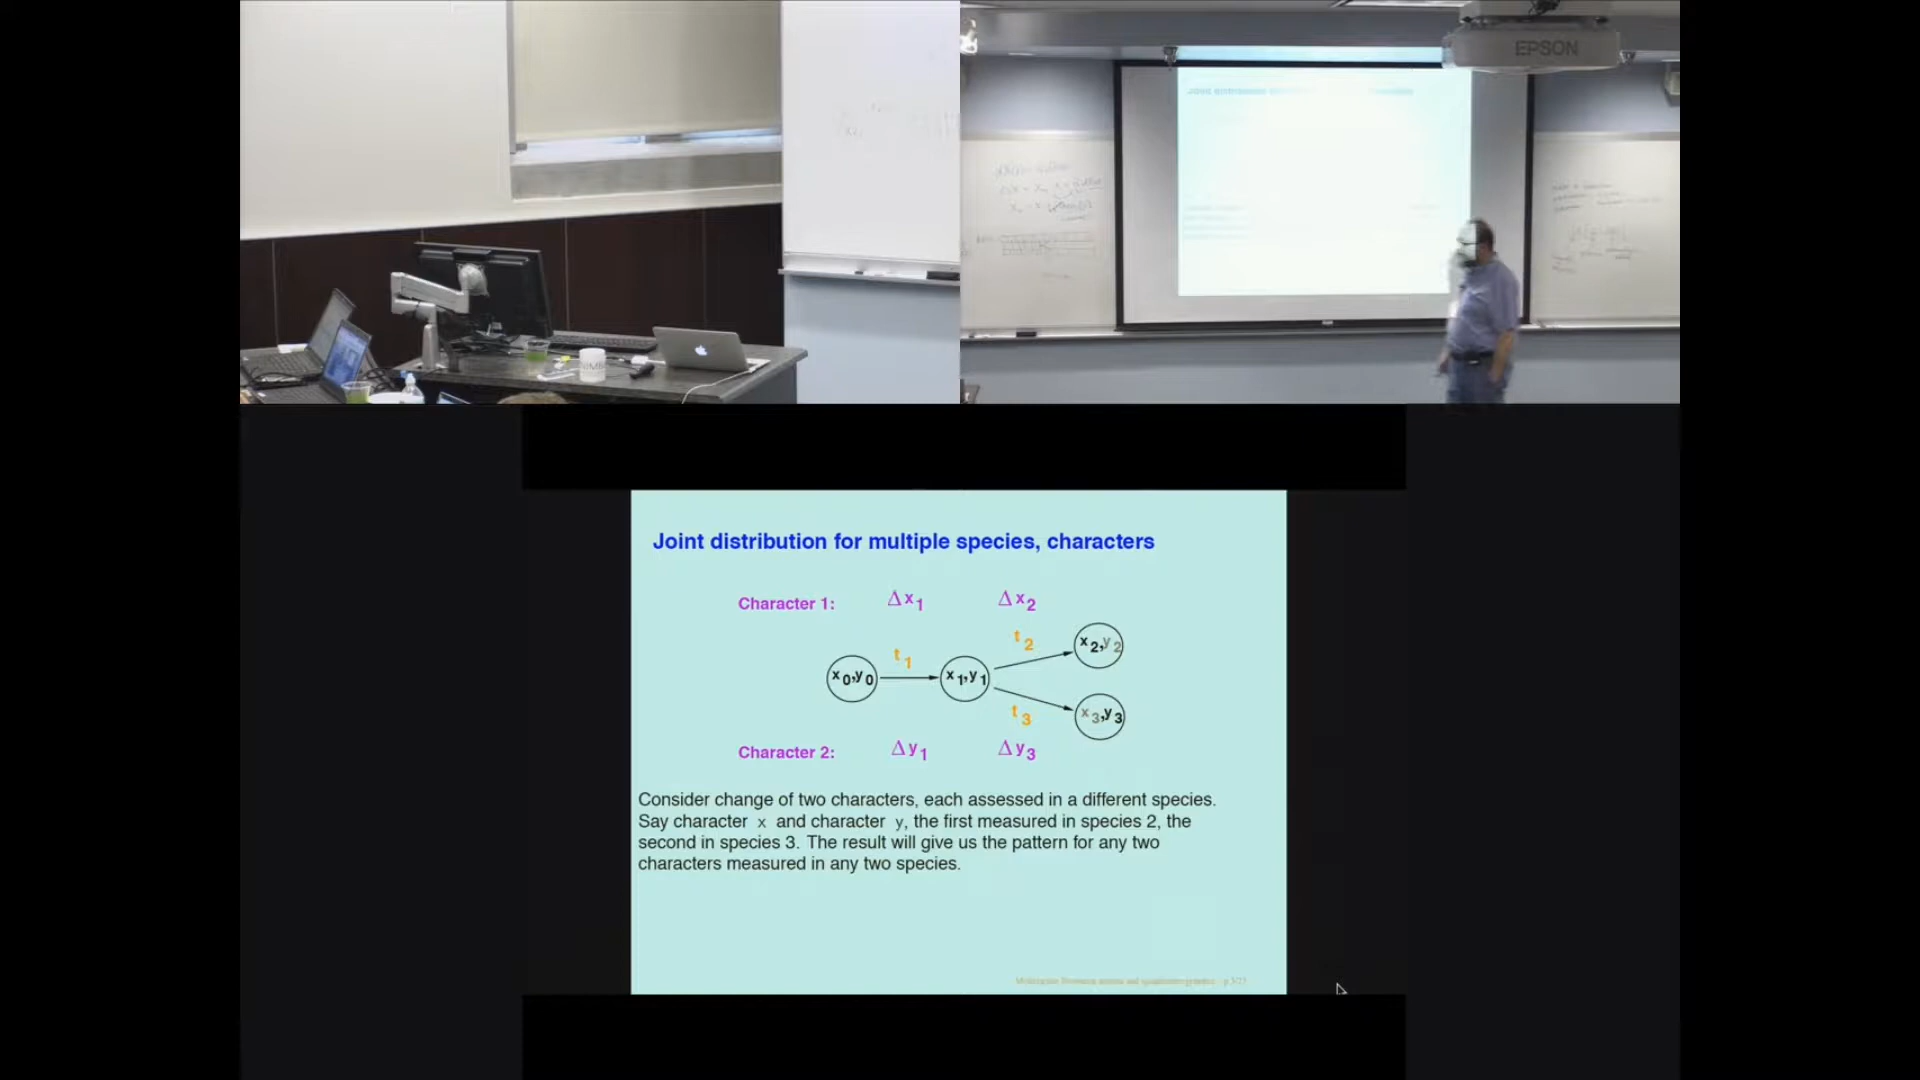 EPSON
Joint distribution for multiple species, characters
Character 1: Δx1 Δx2
t1 t2 x2,y2
x0,y0 x1,y1
t3 x3,y3
Character 2: Δy1 Δy3
Consider change of two characters, each assessed in a different species.
Say character x and character y, the first measured in species 2, the
second in species 3. The result will give us the pattern for any two
characters measured in any two species.